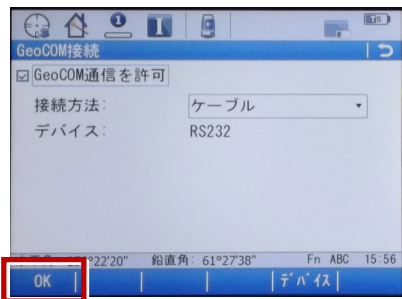 GeoCOM接続
GeoCOM通信を許可
接続方法: ケーブル
デバイス: RS232
22'20" 鉛直角: 61°27'38" Fn ABC 15:56
OK デバイス